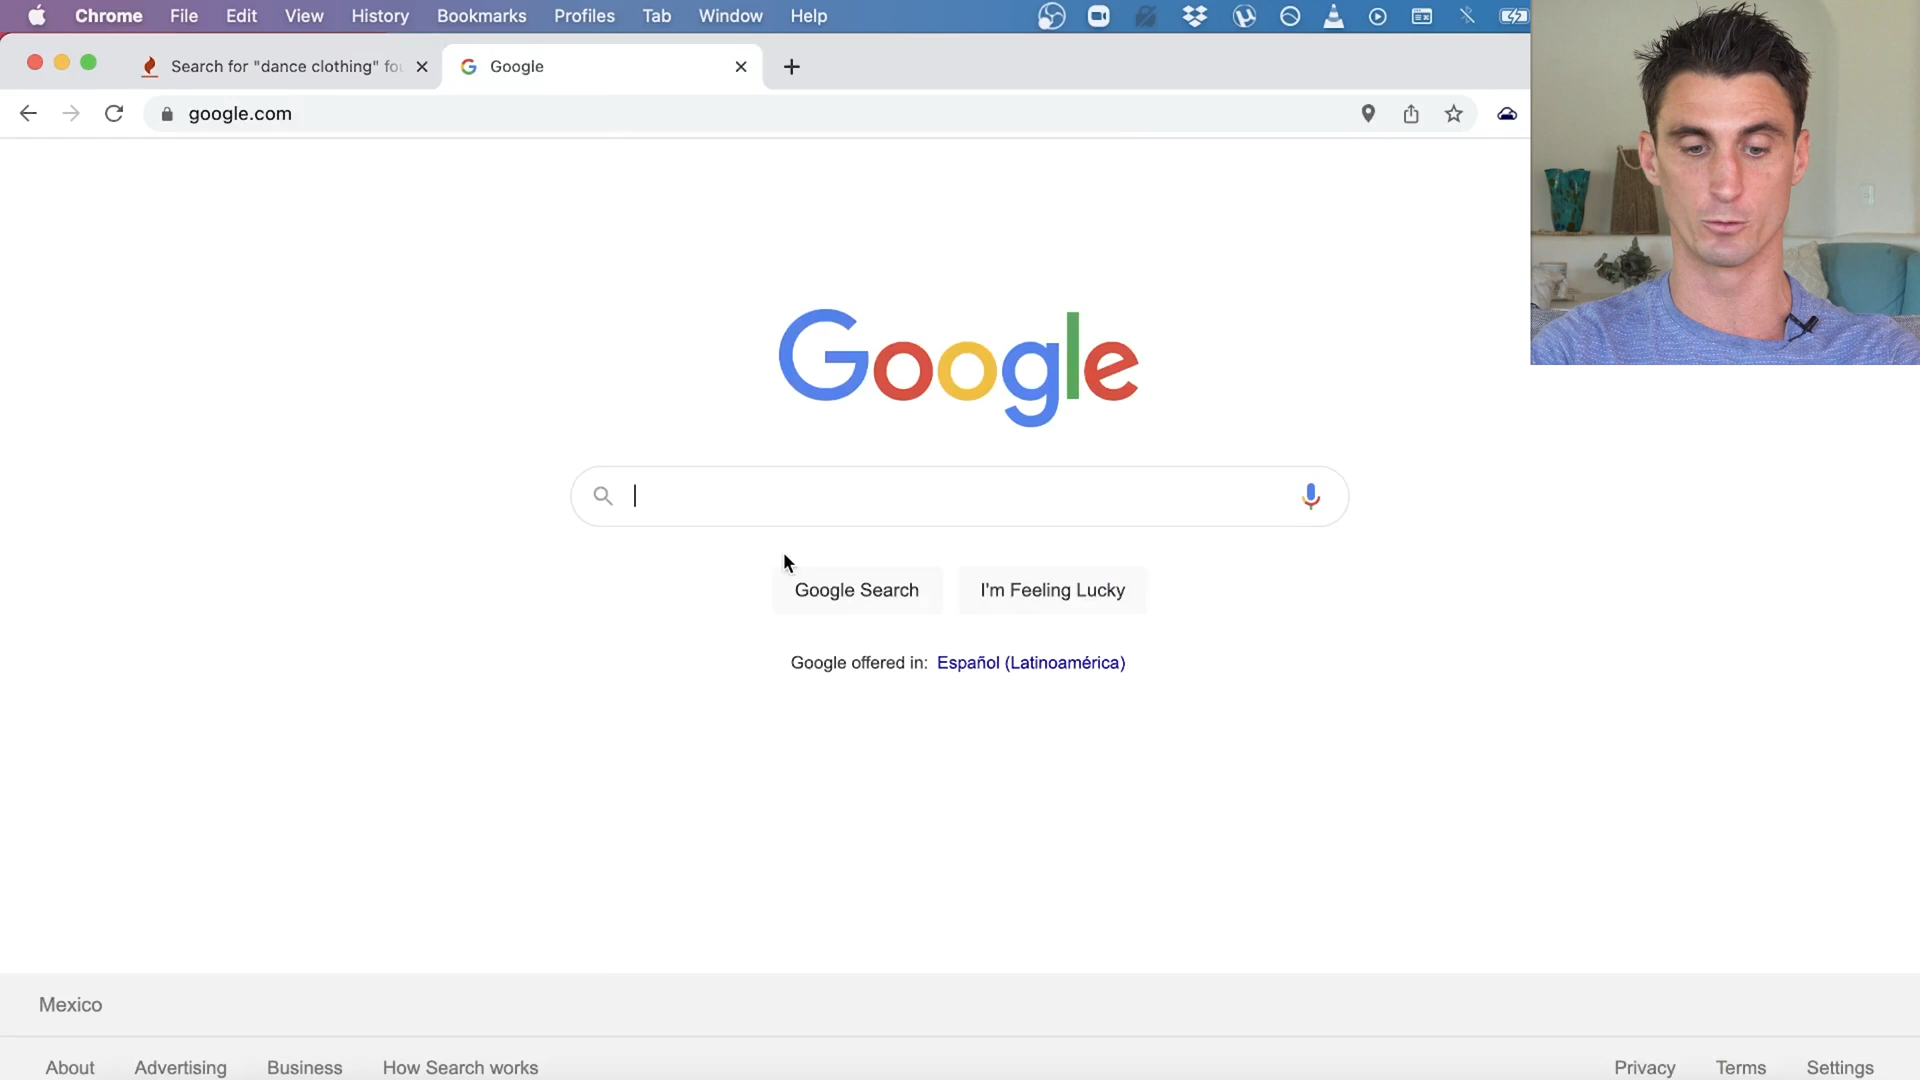 Chrome File Edit View History Bookmarks Profiles Tab Window Help
Search for "dance clothing" fo
Google
google.com
Google
Google Search
I'm Feeling Lucky
Google offered in: Español (Latinoamérica)
Mexico
About Advertising Business How Search works Privacy Terms Settings